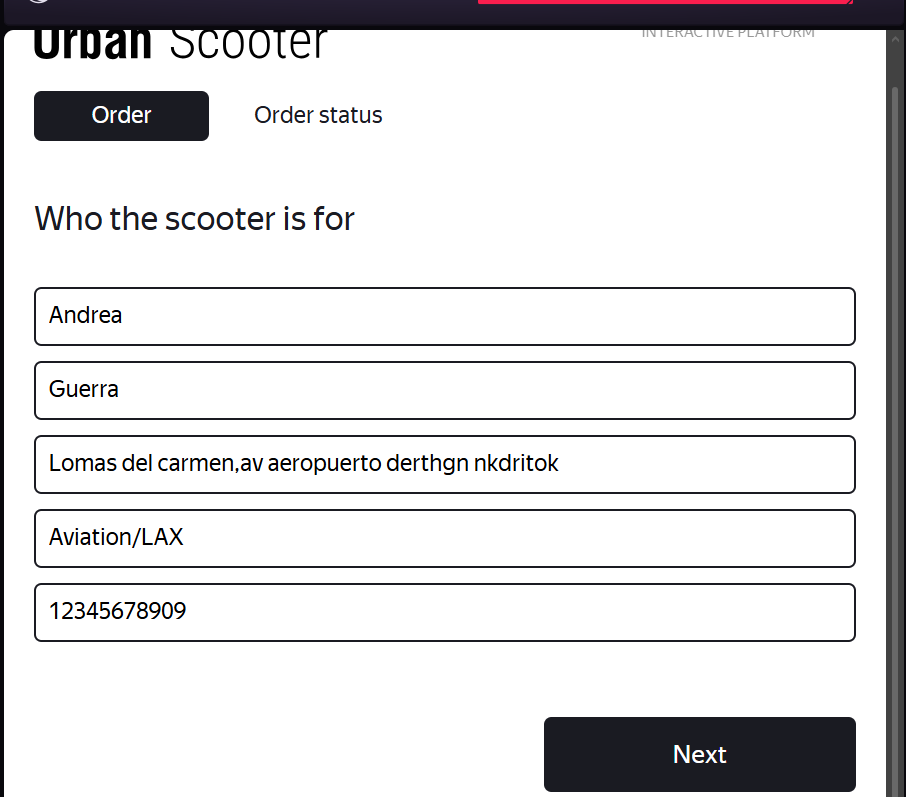 Urban Scooter
INTERACTIVE PLATFORM
Order
Order status
Who the scooter is for
Andrea
Guerra
Lomas del carmen,av aeropuerto derthgn nkdritok
Aviation/LAX
12345678909
Next